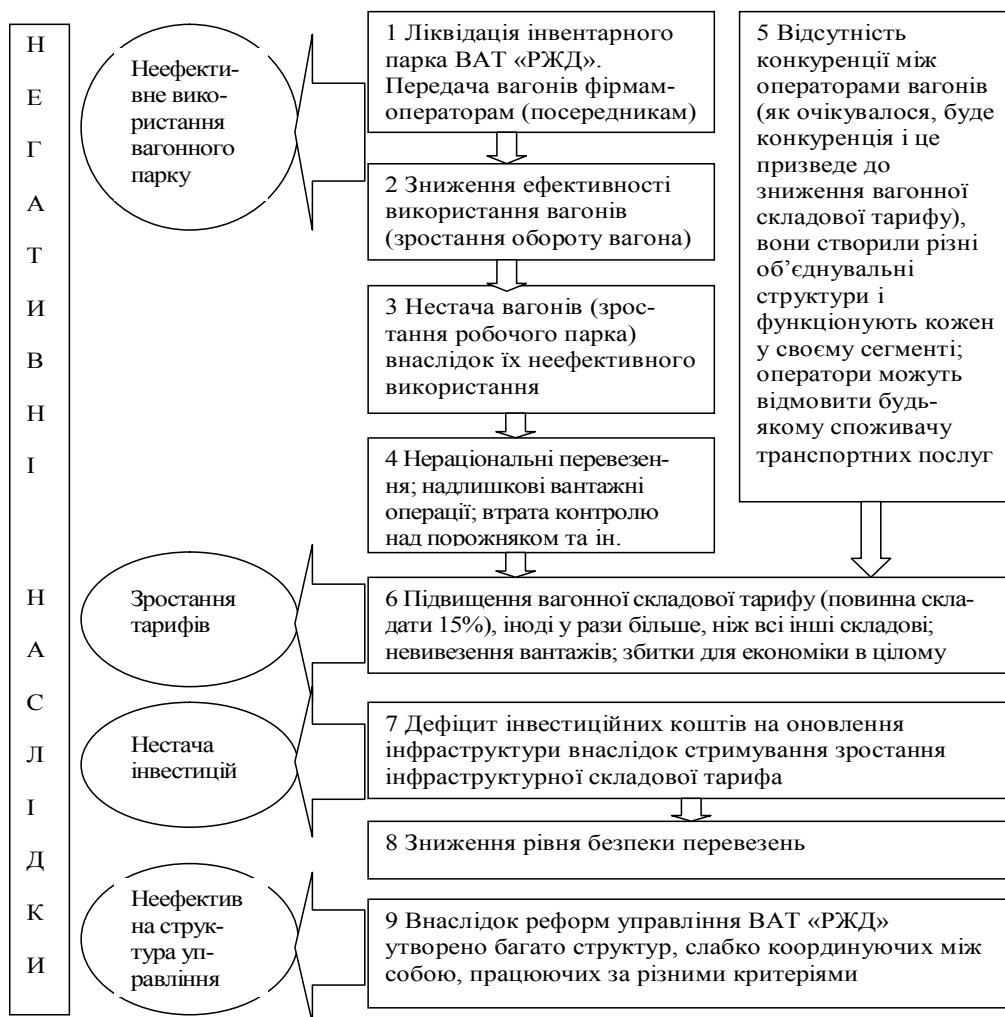 Н
Е
Г
А
Т
И
В
Н
І
Н
А
С
Л
І
Д
К
И
Неефекти-
вне вико-
ристання
вагонного
парку
1 Ліквідація інвентарного
парка ВАТ «РЖД».
Передача вагонів фірмам-
операторам (посередникам)
2 Зниження ефективності
використання вагонів
(зростання обороту вагона)
3 Нестача вагонів (зрос-
тання робочого парка)
внаслідок їх неефективного
використання
4 Нераціональні перевезен-
ня; надлишкові вантажні
операції; втрата контролю
над порожняком та ін.
5 Відсутність
конкуренції між
операторами вагонів
(як очікувалося, буде
конкуренція і це
призведе до
зниження вагонної
складової тарифу),
вони створили різні
об’єднувальні
структури і
функціонують кожен
у своєму сегменті;
оператори можуть
відмовити будь-
якому споживачу
транспортних послуг
Зростання
тарифів
6 Підвищення вагонної складової тарифу (повинна скла-
дати 15%), іноді у рази більше, ніж всі інші складові;
невивезення вантажів; збитки для економіки в цілому
Нестача
інвестицій
7 Дефіцит інвестиційних коштів на оновлення
інфраструктури внаслідок стримування зростання
інфраструктурної складової тарифа
8 Зниження рівня безпеки перевезень
Неефектив
на струк-
тура уп-
равління
9 Внаслідок реформ управління ВАТ «РЖД»
утворено багато структур, слабко координуючих між
собою, працюючих за різними критеріями